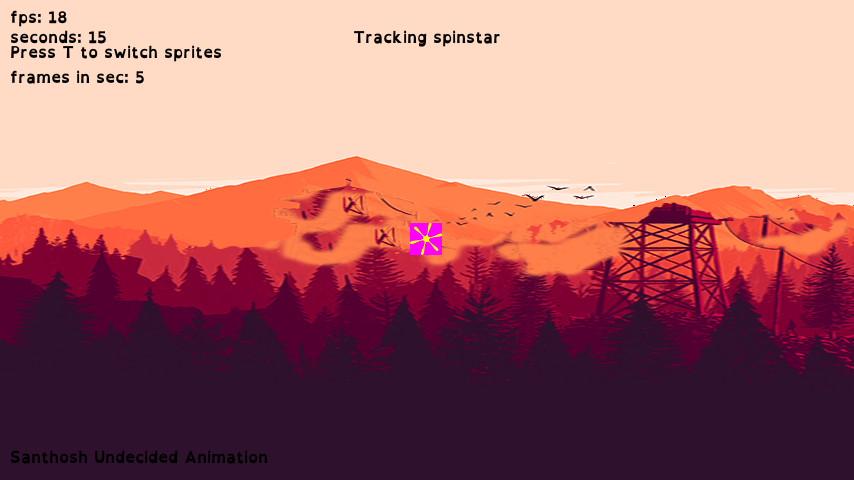 fps: 18
seconds: 15
Tracking spinstar
Press T to switch sprites
frames in sec: 5
Santhosh Undecided Animation